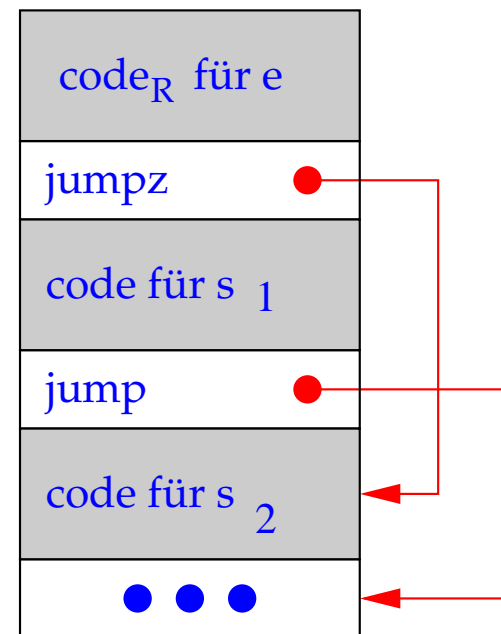 code_R für e
jumpz
code für s 1
jump
code für s 2